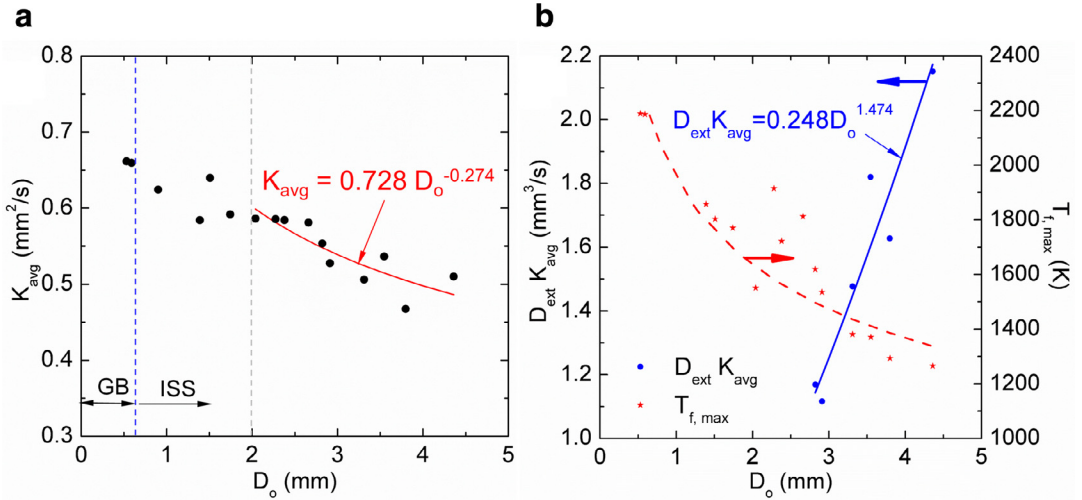 a
0.8
0.7
0.6
0.5
0.4
0.3
K_avg (mm²/s)
K_avg = 0.728 D_o^-0.274
GB
ISS
0 1 2 3 4 5
D_o (mm)
b
2.2
2.0
1.8
1.6
1.4
1.2
1.0
D_ext K_avg (mm³/s)
D_ext K_avg=0.248D_o^1.474
D_ext K_avg
T_f, max
2400
2200
2000
1800
1600
1400
1200
1000
T_f, max (K)
0 1 2 3 4 5
D_o (mm)